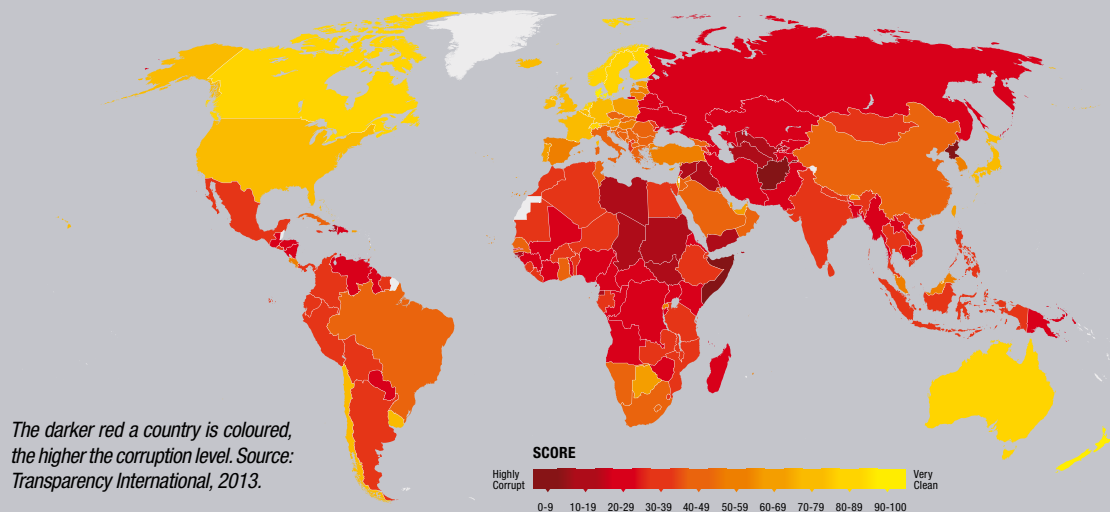 The darker red a country is coloured,
the higher the corruption level. Source:
Transparency International, 2013.
SCORE
Highly
Corrupt
Very
Clean
0-9 10-19 20-29 30-39 40-49 50-59 60-69 70-79 80-89 90-100